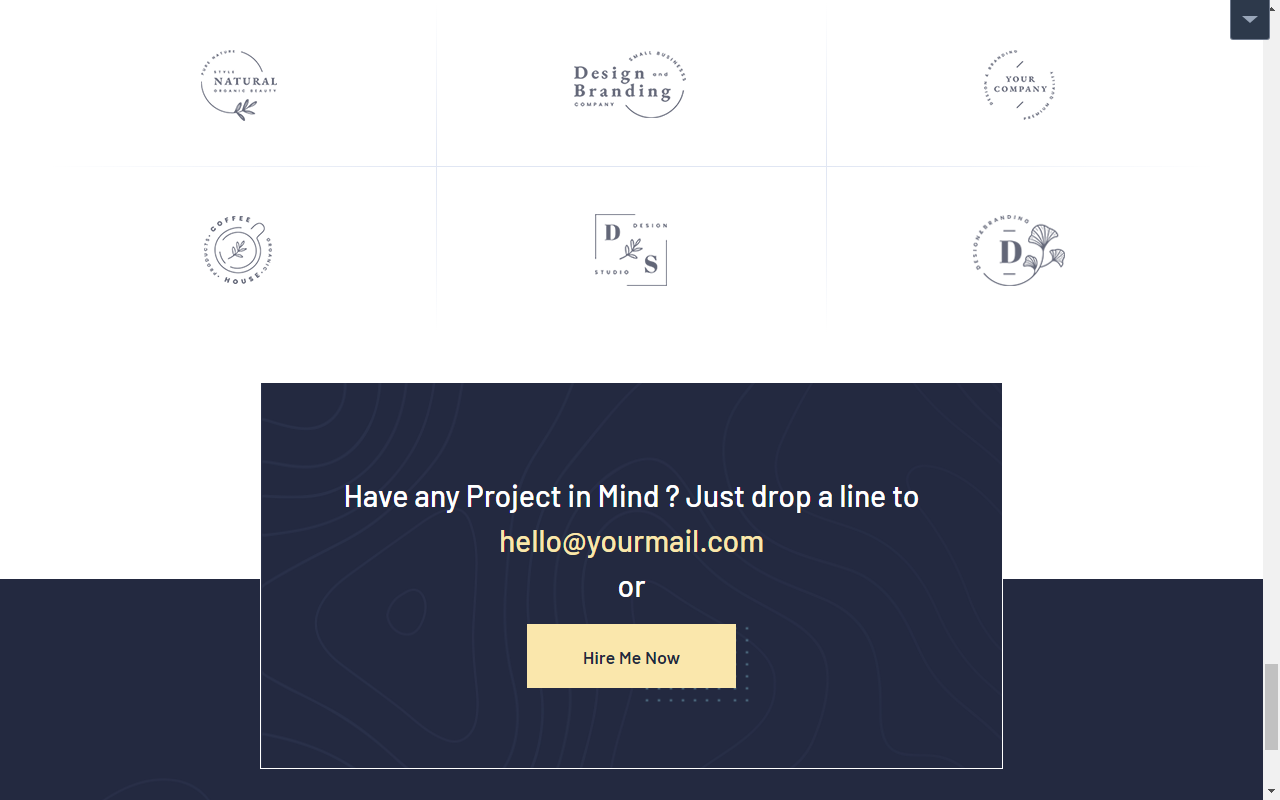 PURE NATURE
STYLE
NATURAL
ORGANIC BEAUTY
SMALL BUSINESS
Design and
Branding
COMPANY
DESIGN & BRANDING
YOUR
COMPANY
COFFEE
PRODUCTS
ORGANIC
HOUSE
D
DESIGN
STUDIO
S
DESIGN&BRANDING
D
Have any Project in Mind ? Just drop a line to
hello@yourmail.com
or
Hire Me Now